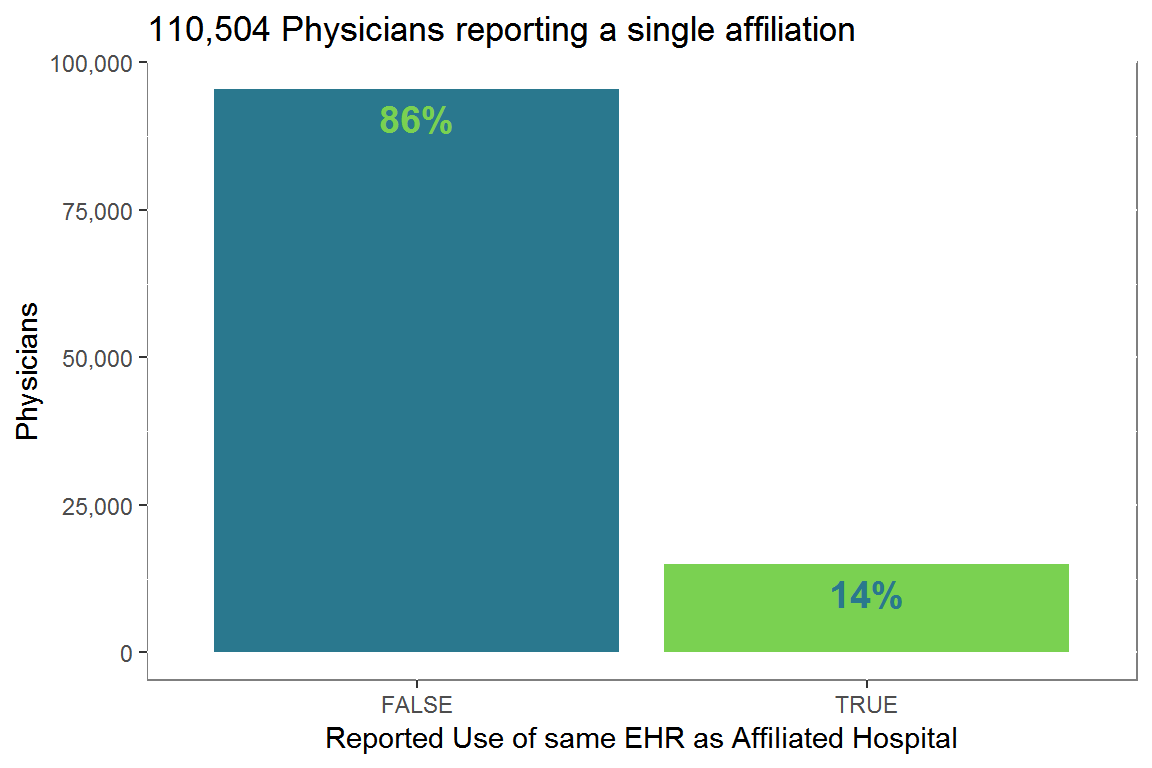 110,504 Physicians reporting a single affiliation
100,000
75,000
50,000
25,000
0
Physicians
86%
14%
FALSE
TRUE
Reported Use of same EHR as Affiliated Hospital